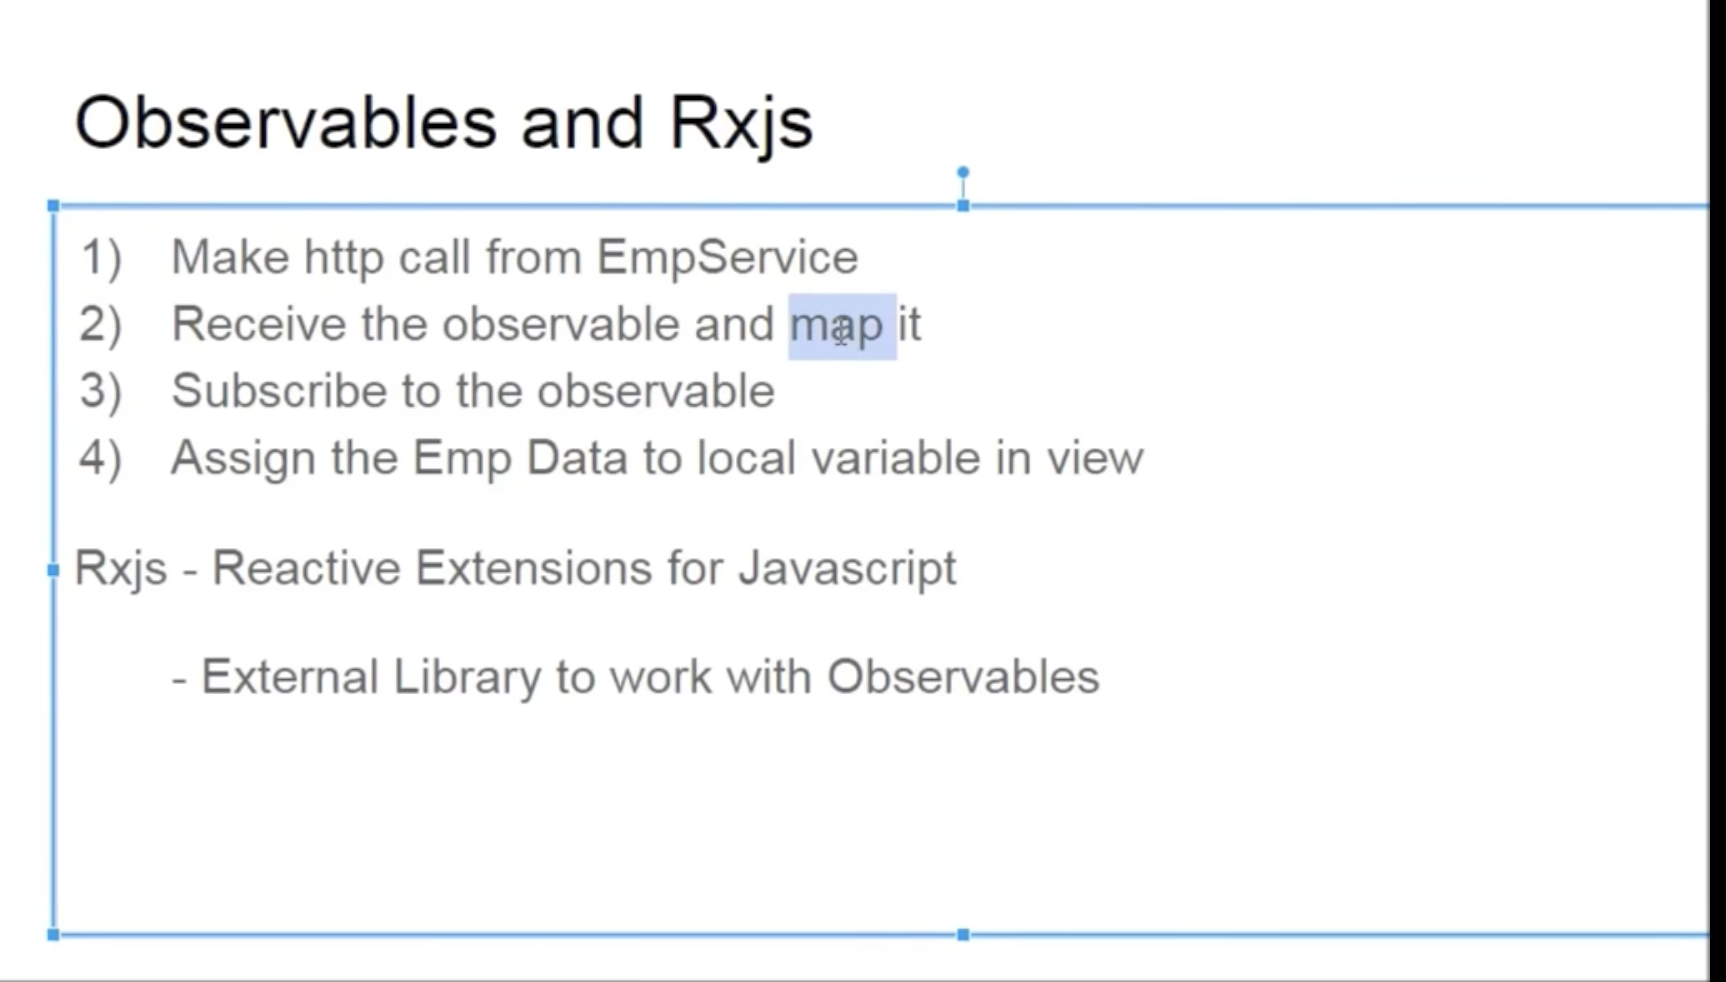 Observables and Rxjs
1) Make http call from EmpService
2) Receive the observable and map it
3) Subscribe to the observable
4) Assign the Emp Data to local variable in view
Rxjs - Reactive Extensions for Javascript
- External Library to work with Observables